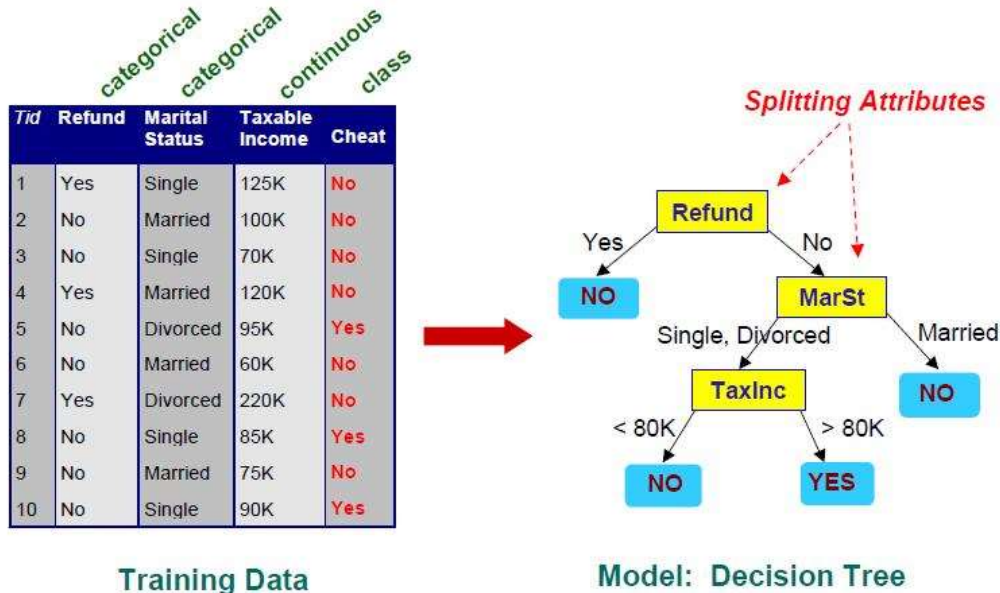 categorical
categorical
continuous
class
Tid Refund Marital Status Taxable Income Cheat
1 Yes Single 125K No
2 No Married 100K No
3 No Single 70K No
4 Yes Married 120K No
5 No Divorced 95K Yes
6 No Married 60K No
7 Yes Divorced 220K No
8 No Single 85K Yes
9 No Married 75K No
10 No Single 90K Yes
Training Data
Splitting Attributes
Refund
Yes No
NO MarSt
Single, Divorced Married
TaxInc NO
< 80K > 80K
NO YES
Model: Decision Tree